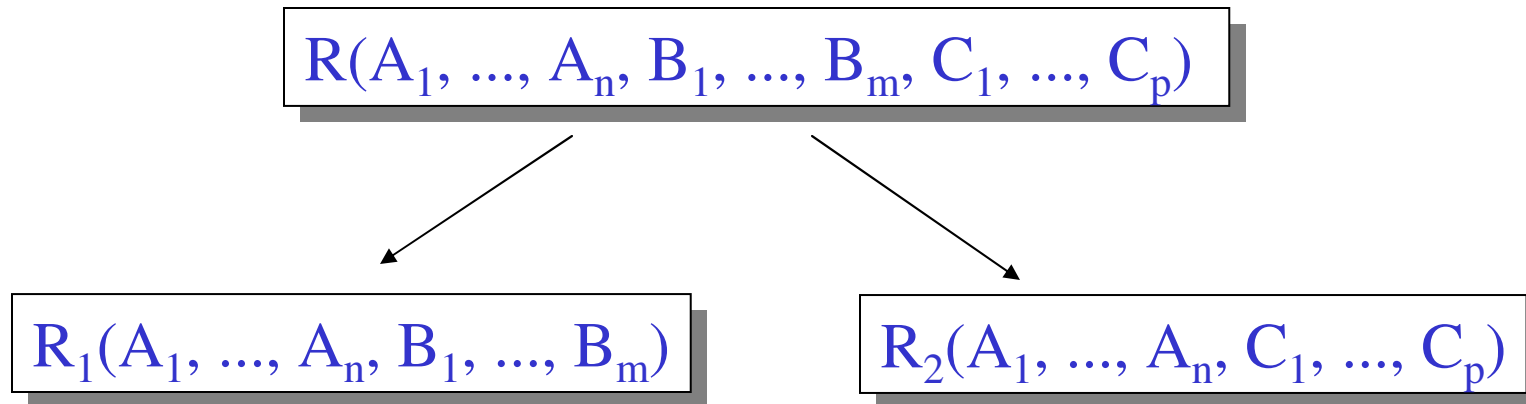 R(A₁, ..., Aₙ, B₁, ..., Bₘ, C₁, ..., Cₚ)
R₁(A₁, ..., Aₙ, B₁, ..., Bₘ)
R₂(A₁, ..., Aₙ, C₁, ..., Cₚ)